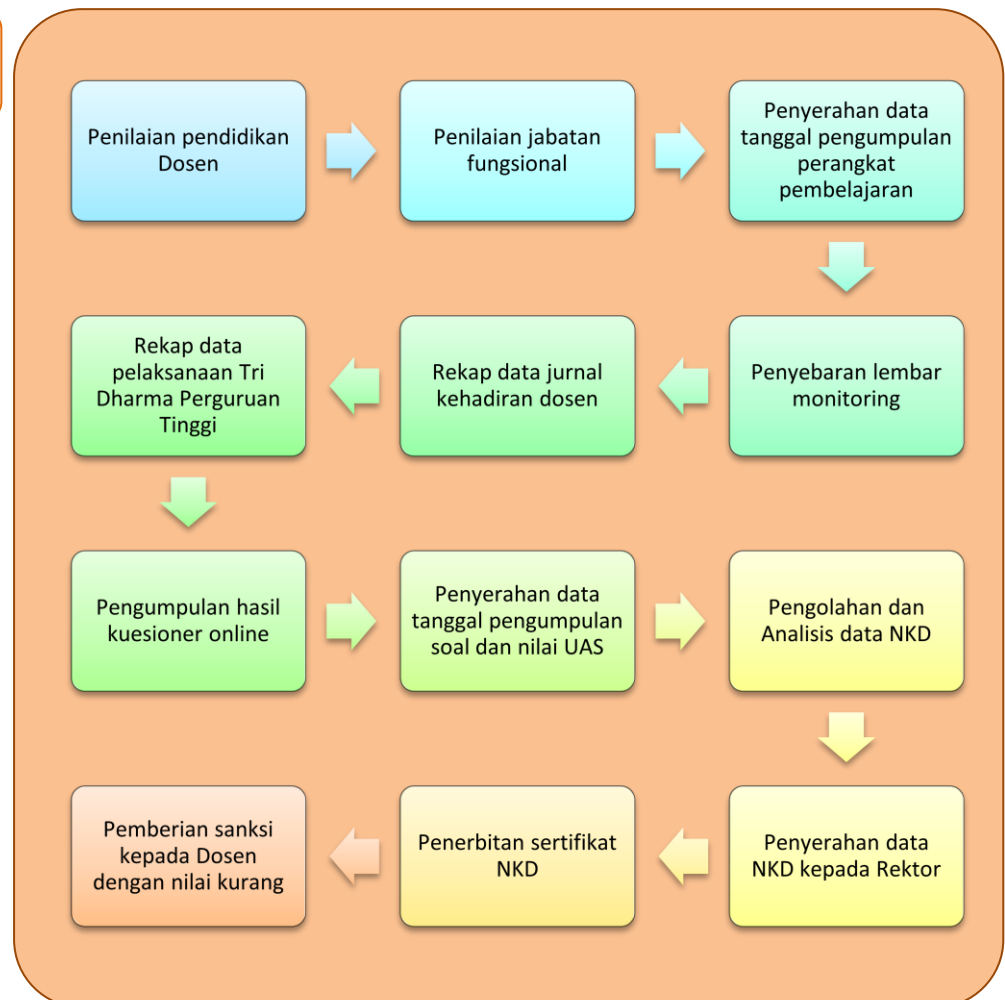 Penilaian pendidikan
Dosen
Penilaian jabatan
fungsional
Penyerahan data
tanggal pengumpulan
perangkat
pembelajaran
Penyebaran lembar
monitoring
Rekap data jurnal
kehadiran dosen
Rekap data
pelaksanaan Tri
Dharma Perguruan
Tinggi
Pengumpulan hasil
kuesioner online
Penyerahan data
tanggal pengumpulan
soal dan nilai UAS
Pengolahan dan
Analisis data NKD
Penyerahan data
NKD kepada Rektor
Penerbitan sertifikat
NKD
Pemberian sanksi
kepada Dosen
dengan nilai kurang